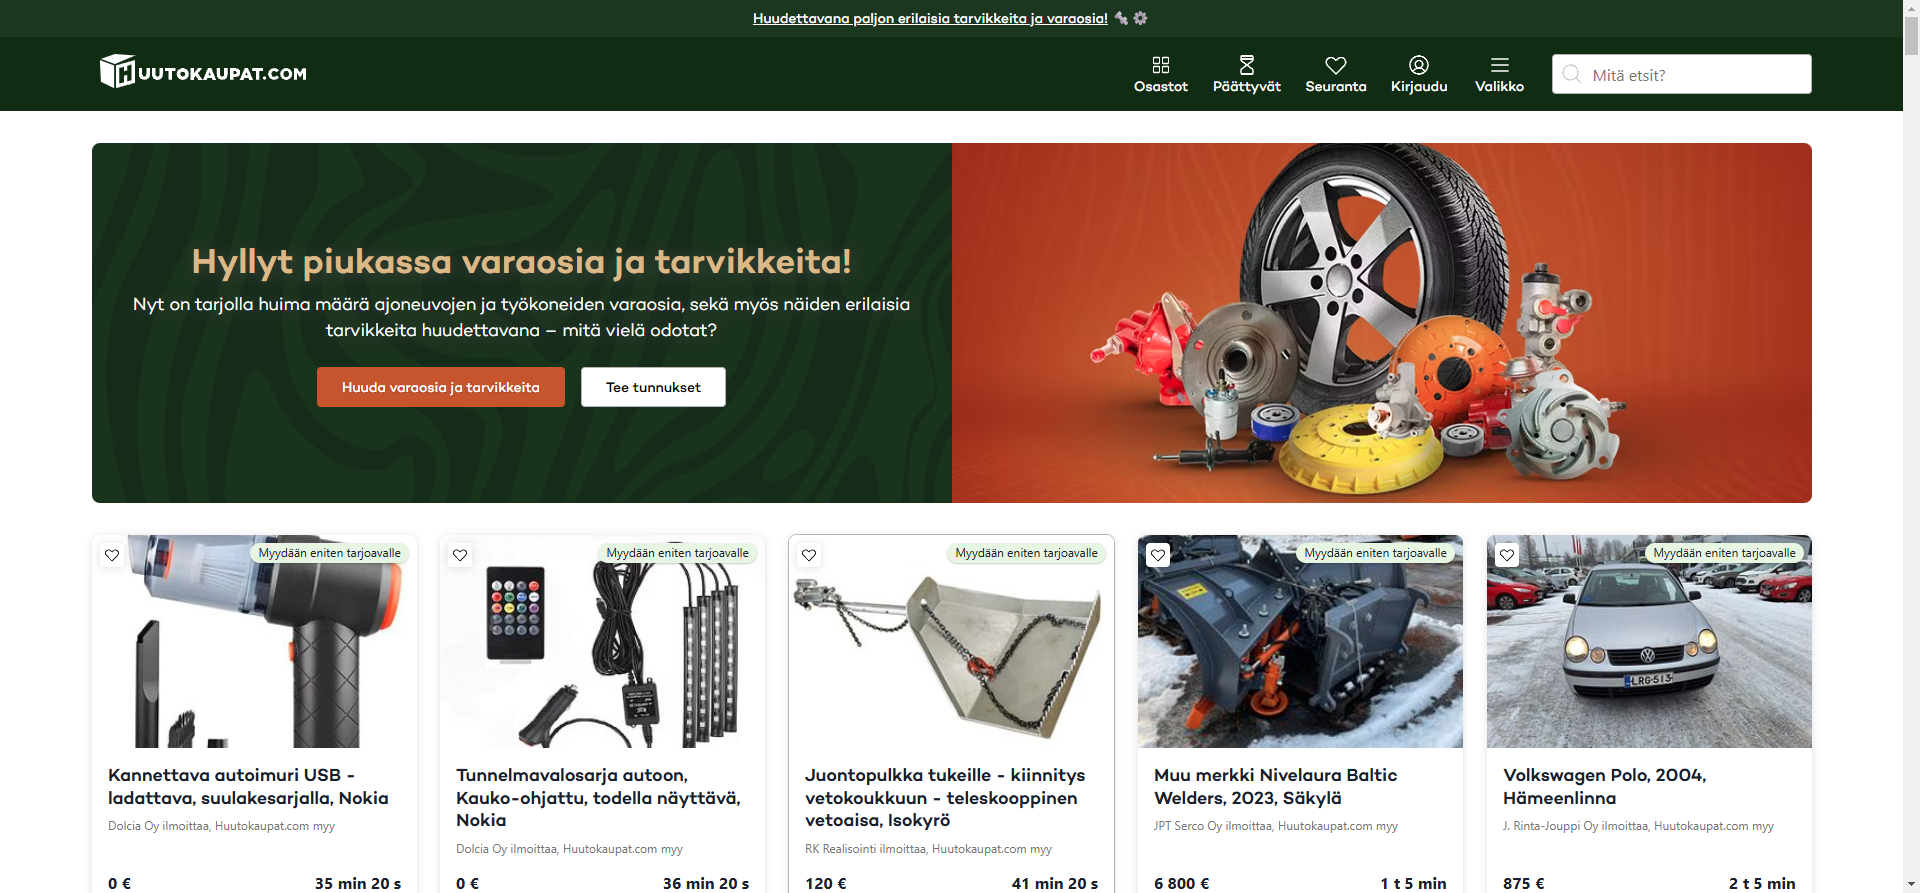 Huudettavana paljon erilaisia tarvikkeita ja varaosia!
HUUTOKAUPAT.COM
Osastot
Päättyvät
Seuranta
Kirjaudu
Valikko
Mitä etsit?
Hyllyt piukassa varaosia ja tarvikkeita!
Nyt on tarjolla huima määrä ajoneuvojen ja työkoneiden varaosia, sekä myös näiden erilaisia
tarvikkeita huudettavana – mitä vielä odotat?
Huuda varaosia ja tarvikkeita
Tee tunnukset
Myydään eniten tarjoavalle
Kannettava autoimuri USB -
ladattava, suulakesarjalla, Nokia
Dolcia Oy ilmoittaa, Huutokaupat.com myy
0 €
35 min 20 s
Myydään eniten tarjoavalle
Tunnelmavalosarja autoon,
Kauko-ohjattu, todella näyttävä,
Nokia
Dolcia Oy ilmoittaa, Huutokaupat.com myy
0 €
36 min 20 s
Myydään eniten tarjoavalle
Juontopulkka tukeille - kiinnitys
vetokoukkuun - teleskooppinen
vetoaisa, Isokyrö
RK Realisointi ilmoittaa, Huutokaupat.com myy
120 €
41 min 20 s
Myydään eniten tarjoavalle
Muu merkki Nivelaura Baltic
Welders, 2023, Säkylä
JPT Serco Oy ilmoittaa, Huutokaupat.com myy
6 800 €
1 t 5 min
Myydään eniten tarjoavalle
LRG-513
Volkswagen Polo, 2004,
Hämeenlinna
J. Rinta-Jouppi Oy ilmoittaa, Huutokaupat.com myy
875 €
2 t 5 min